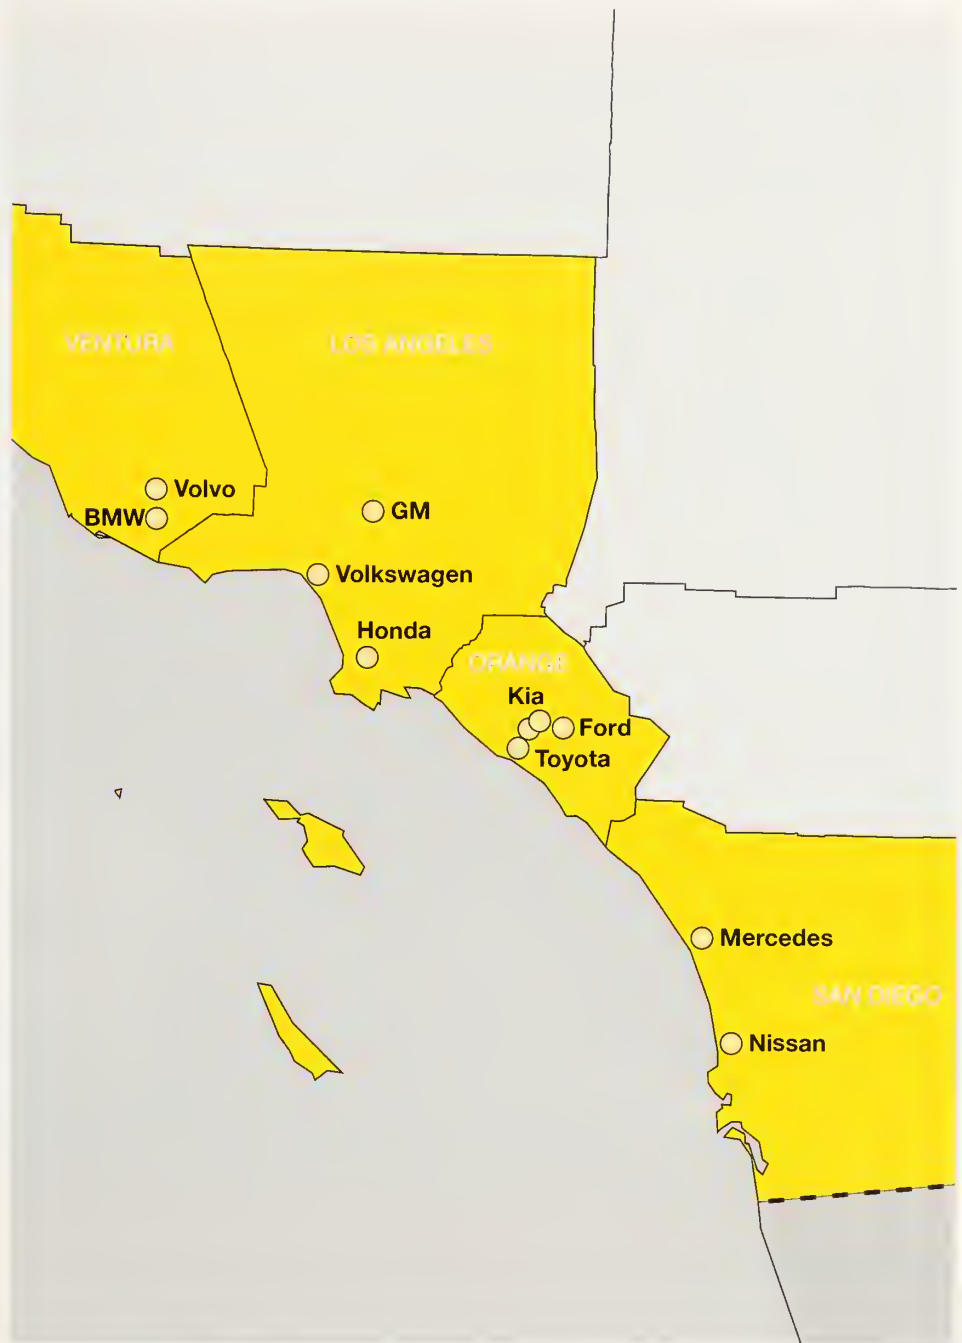 VENTURA
LOS ANGELES
Volvo
BMW
GM
Volkswagen
Honda
ORANGE
Kia
Ford
Toyota
Mercedes
SAN DIEGO
Nissan